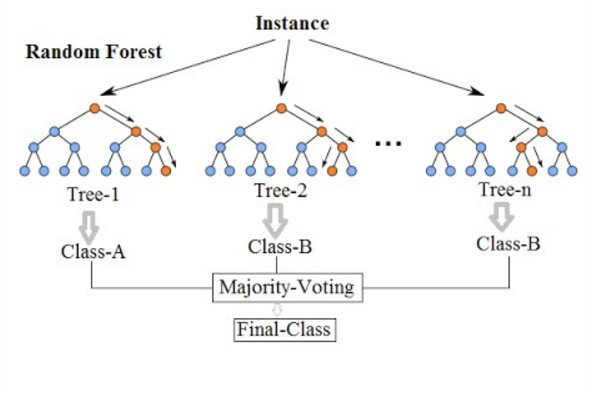 Instance
Random Forest
...
Tree-1
Tree-2
Tree-n
Class-A
Class-B
Class-B
Majority-Voting
Final-Class